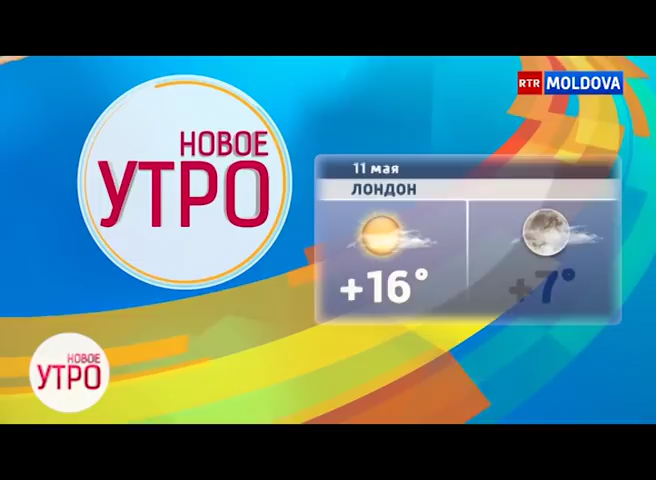 RTR MOLDOVA
НОВОЕ
УТРО
11 мая
ЛОНДОН
+16° +7°
НОВОЕ
УТРО